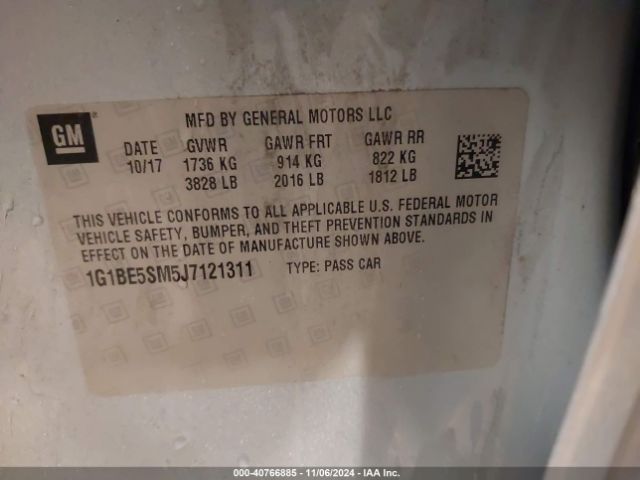 GM
MFD BY GENERAL MOTORS LLC
DATE GVWR GAWR FRT GAWR RR
10/17 1736 KG 914 KG 822 KG
3828 LB 2016 LB 1812 LB
THIS VEHICLE CONFORMS TO ALL APPLICABLE U.S. FEDERAL MOTOR
VEHICLE SAFETY, BUMPER, AND THEFT PREVENTION STANDARDS IN
EFFECT ON THE DATE OF MANUFACTURE SHOWN ABOVE.
1G1BE5SM5J7121311 TYPE: PASS CAR
000-40766885 - 11/06/2024 - IAA Inc.